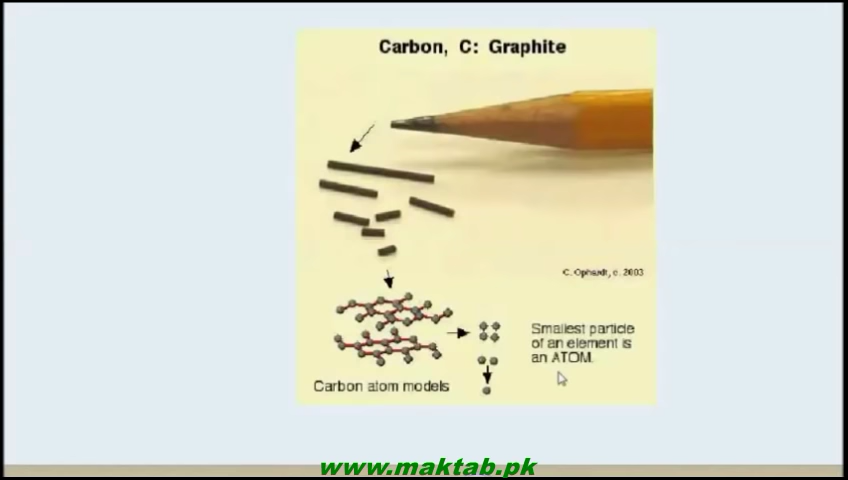 Carbon, C: Graphite
C. Ophardt, c. 2003
Smallest particle
of an element is
an ATOM.
Carbon atom models
www.maktab.pk